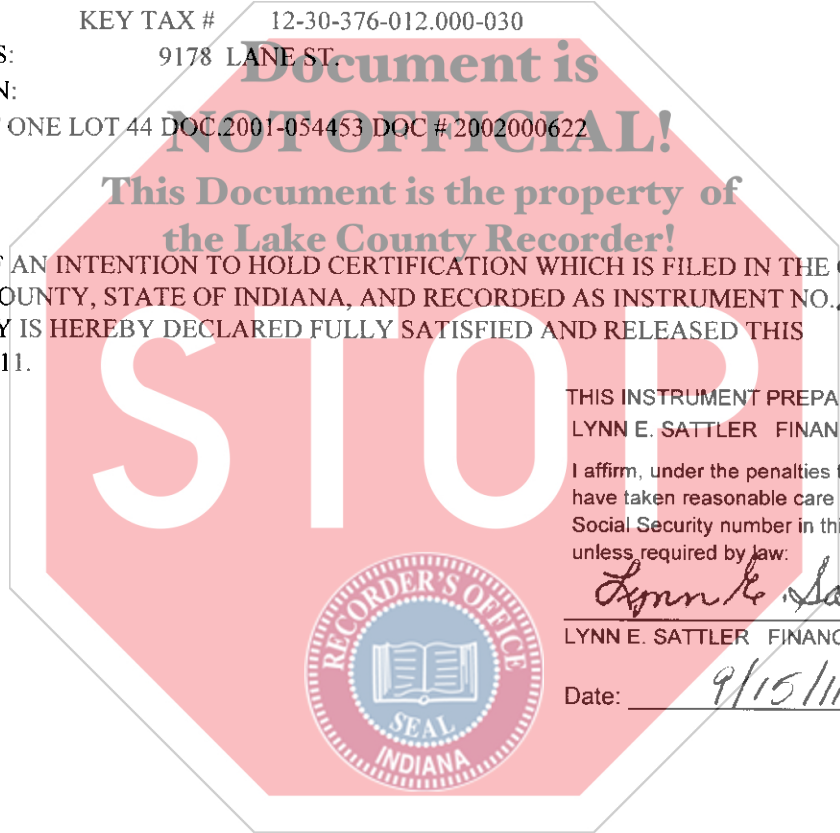 KEY TAX # 12-30-376-012.000-030
S: 9178 LANE ST.
N:
ONE LOT 44 DOC.2001-054453 DOC # 2002000622
Document is
NOT OFFICIAL!
This Document is the property of
the Lake County Recorder!
F AN INTENTION TO HOLD CERTIFICATION WHICH IS FILED IN THE
OUNTY, STATE OF INDIANA, AND RECORDED AS INSTRUMENT NO.
Y IS HEREBY DECLARED FULLY SATISFIED AND RELEASED THIS
11.
STOP
THIS INSTRUMENT PREPA
LYNN E. SATTLER FINAN
I affirm, under the penalties
have taken reasonable care
Social Security number in thi
unless required by law:
Lynn E. Sa
LYNN E. SATTLER FINANC
Date: 9/15/11
RECORDER'S OFFICE
SEAL
INDIANA